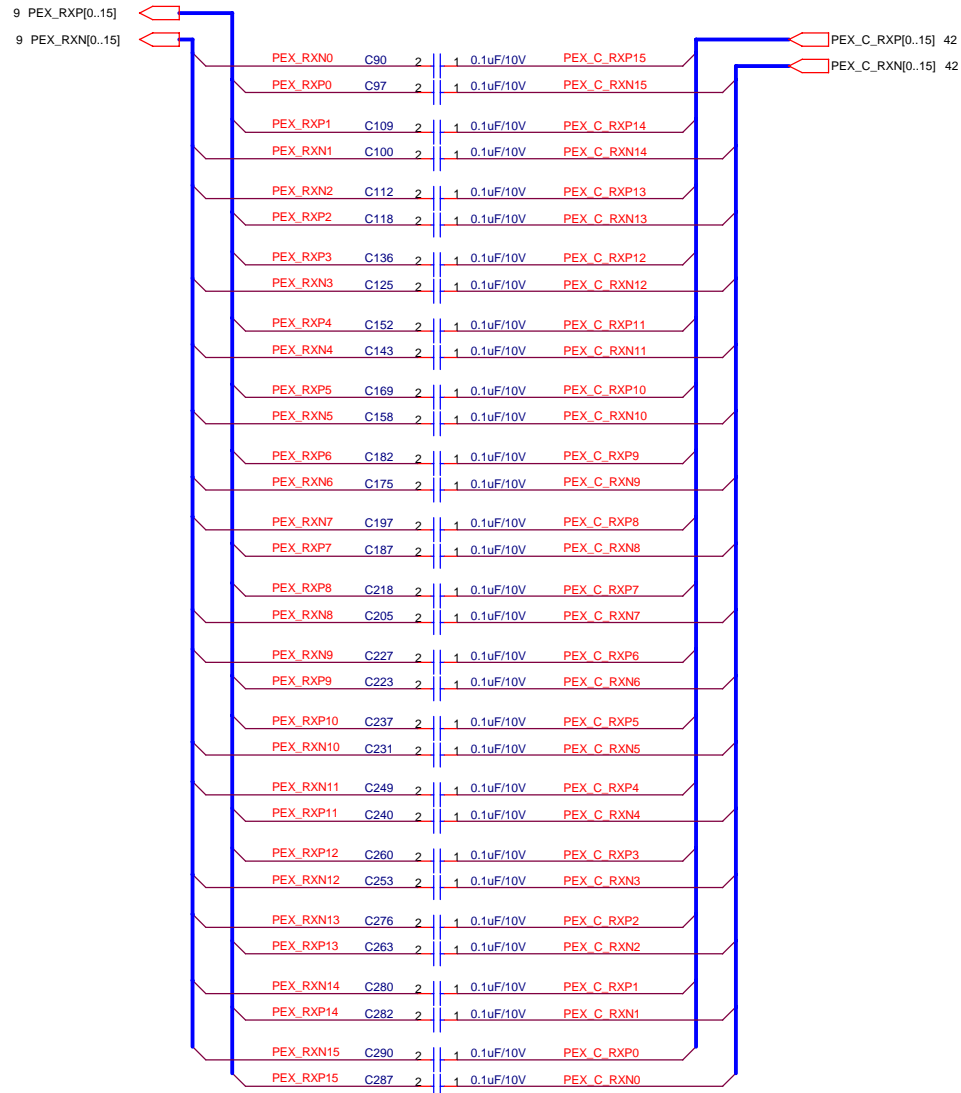 9 PEX_RXP[0..15]
9 PEX_RXN[0..15]
PEX_C_RXP[0..15] 42
PEX_C_RXN[0..15] 42
PEX_RXN0 C90 2 1 0.1uF/10V PEX_C_RXP15
PEX_RXP0 C97 2 1 0.1uF/10V PEX_C_RXN15
PEX_RXP1 C109 2 1 0.1uF/10V PEX_C_RXP14
PEX_RXN1 C100 2 1 0.1uF/10V PEX_C_RXN14
PEX_RXN2 C112 2 1 0.1uF/10V PEX_C_RXP13
PEX_RXP2 C118 2 1 0.1uF/10V PEX_C_RXN13
PEX_RXP3 C136 2 1 0.1uF/10V PEX_C_RXP12
PEX_RXN3 C125 2 1 0.1uF/10V PEX_C_RXN12
PEX_RXP4 C152 2 1 0.1uF/10V PEX_C_RXP11
PEX_RXN4 C143 2 1 0.1uF/10V PEX_C_RXN11
PEX_RXP5 C169 2 1 0.1uF/10V PEX_C_RXP10
PEX_RXN5 C158 2 1 0.1uF/10V PEX_C_RXN10
PEX_RXP6 C182 2 1 0.1uF/10V PEX_C_RXP9
PEX_RXN6 C175 2 1 0.1uF/10V PEX_C_RXN9
PEX_RXN7 C197 2 1 0.1uF/10V PEX_C_RXP8
PEX_RXP7 C187 2 1 0.1uF/10V PEX_C_RXN8
PEX_RXP8 C218 2 1 0.1uF/10V PEX_C_RXP7
PEX_RXN8 C205 2 1 0.1uF/10V PEX_C_RXN7
PEX_RXN9 C227 2 1 0.1uF/10V PEX_C_RXP6
PEX_RXP9 C223 2 1 0.1uF/10V PEX_C_RXN6
PEX_RXP10 C237 2 1 0.1uF/10V PEX_C_RXP5
PEX_RXN10 C231 2 1 0.1uF/10V PEX_C_RXN5
PEX_RXN11 C249 2 1 0.1uF/10V PEX_C_RXP4
PEX_RXP11 C240 2 1 0.1uF/10V PEX_C_RXN4
PEX_RXP12 C260 2 1 0.1uF/10V PEX_C_RXP3
PEX_RXN12 C253 2 1 0.1uF/10V PEX_C_RXN3
PEX_RXN13 C276 2 1 0.1uF/10V PEX_C_RXP2
PEX_RXP13 C263 2 1 0.1uF/10V PEX_C_RXN2
PEX_RXN14 C280 2 1 0.1uF/10V PEX_C_RXP1
PEX_RXP14 C282 2 1 0.1uF/10V PEX_C_RXN1
PEX_RXN15 C290 2 1 0.1uF/10V PEX_C_RXP0
PEX_RXP15 C287 2 1 0.1uF/10V PEX_C_RXN0